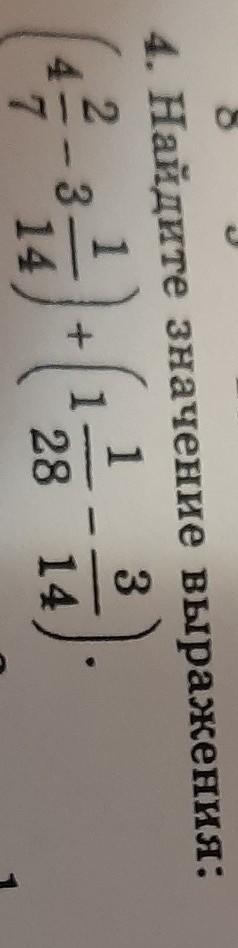 4. Найдите значение выражения:
(4 2/7 − 3 1/14) + (1 1/28 − 3/14).